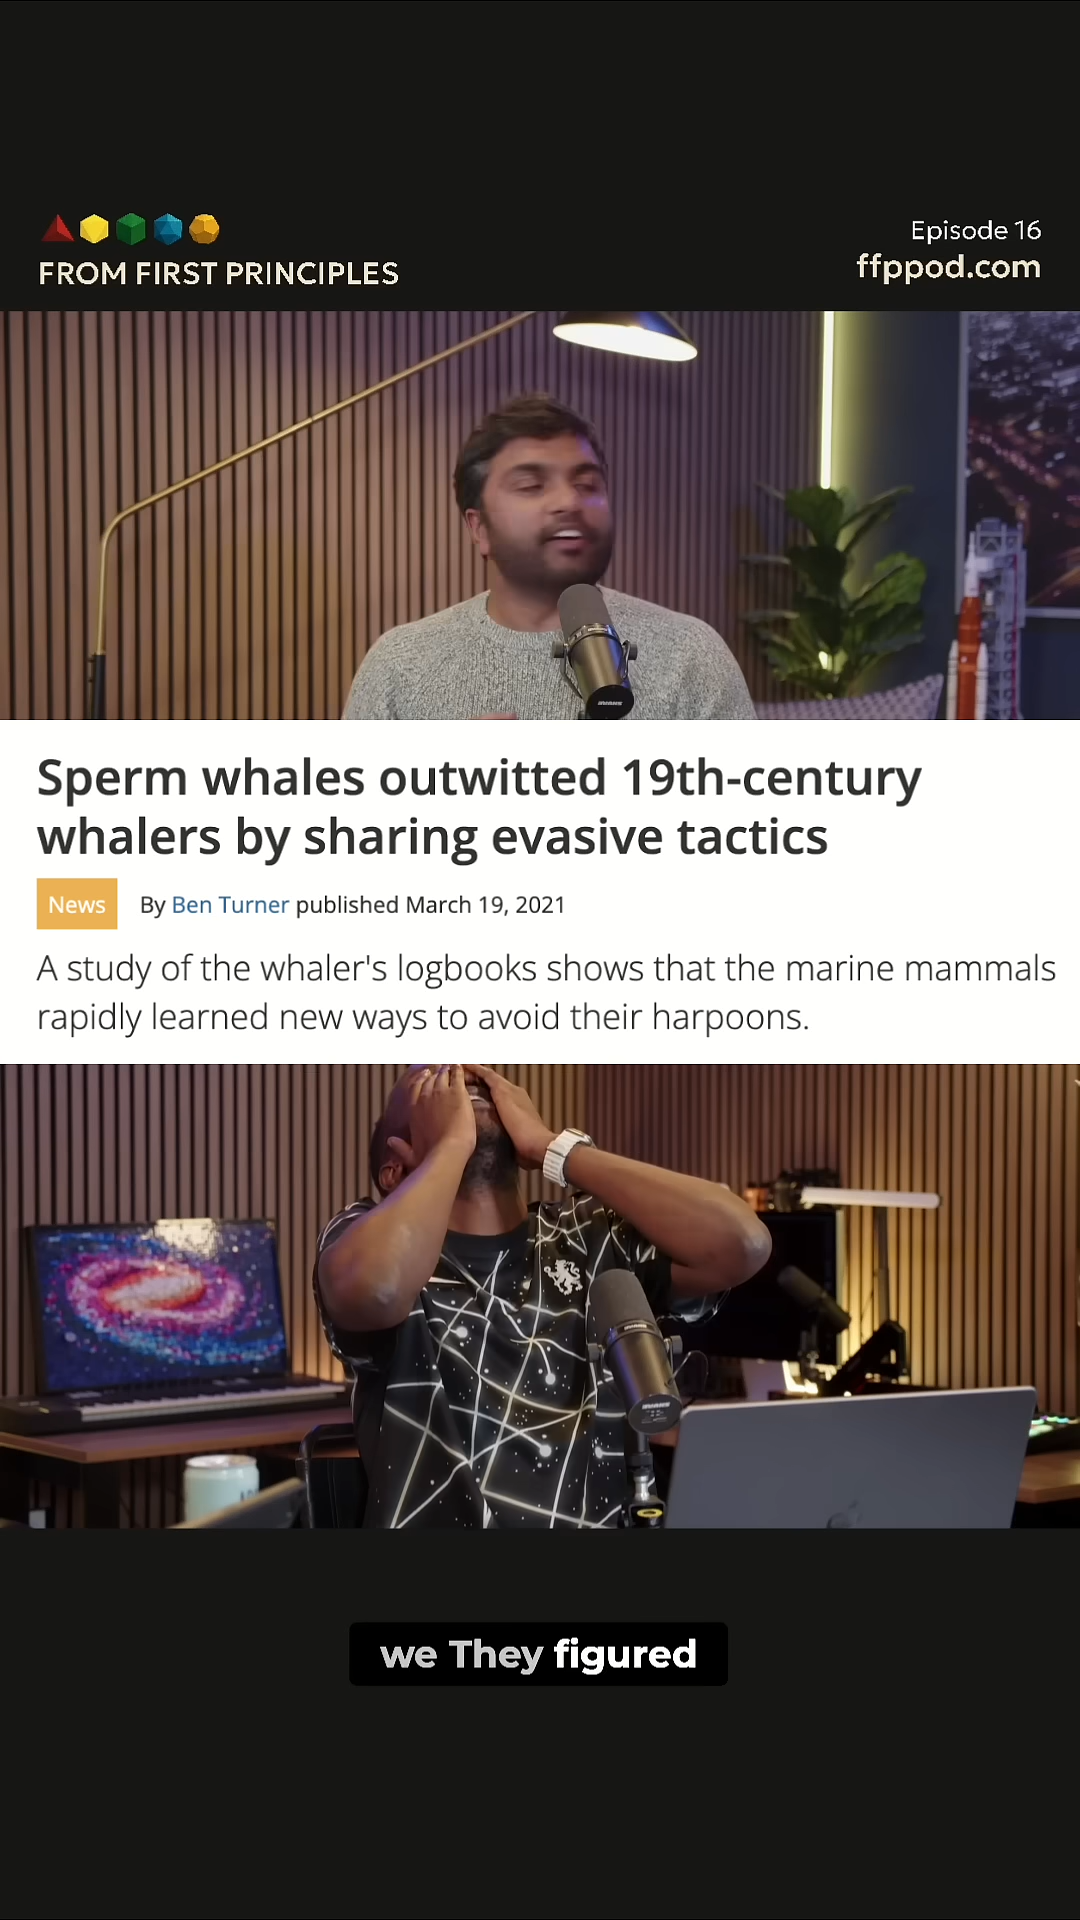 FROM FIRST PRINCIPLES
Episode 16
ffppod.com
Sperm whales outwitted 19th-century
whalers by sharing evasive tactics
News
By Ben Turner published March 19, 2021
A study of the whaler's logbooks shows that the marine mammals
rapidly learned new ways to avoid their harpoons.
we They figured